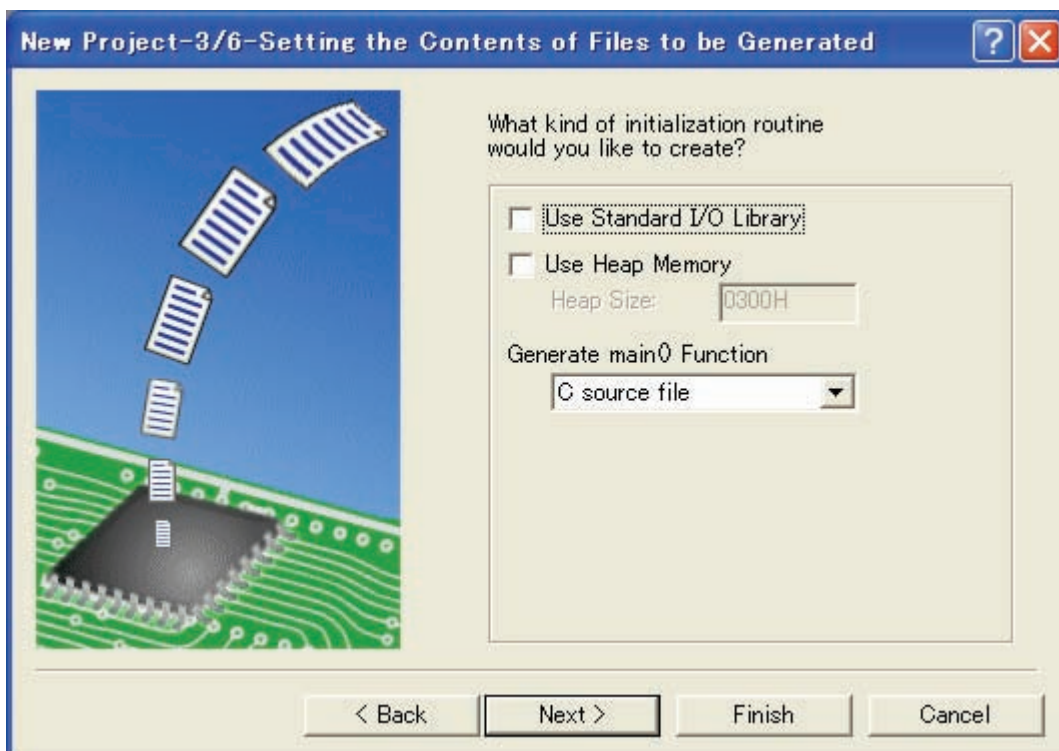 New Project-3/6-Setting the Contents of Files to be Generated
What kind of initialization routine
would you like to create?
Use Standard I/O Library
Use Heap Memory
Heap Size: 0300H
Generate main() Function
C source file
< Back Next > Finish Cancel